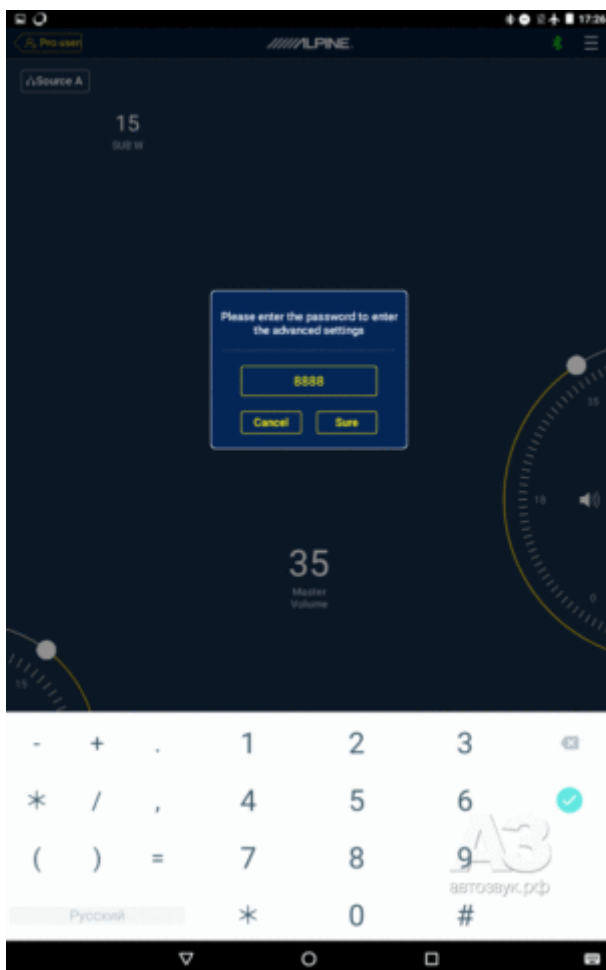 17:26
Pro user
ALPINE
Source A
15
SUB W
Please enter the password to enter
the advanced settings
8888
Cancel Sure
35
18
0
35
Master
Volume
15
- + . 1 2 3
* / , 4 5 6
( ) = 7 8 9
Русский * 0 #
АЗ
автозвук.рф